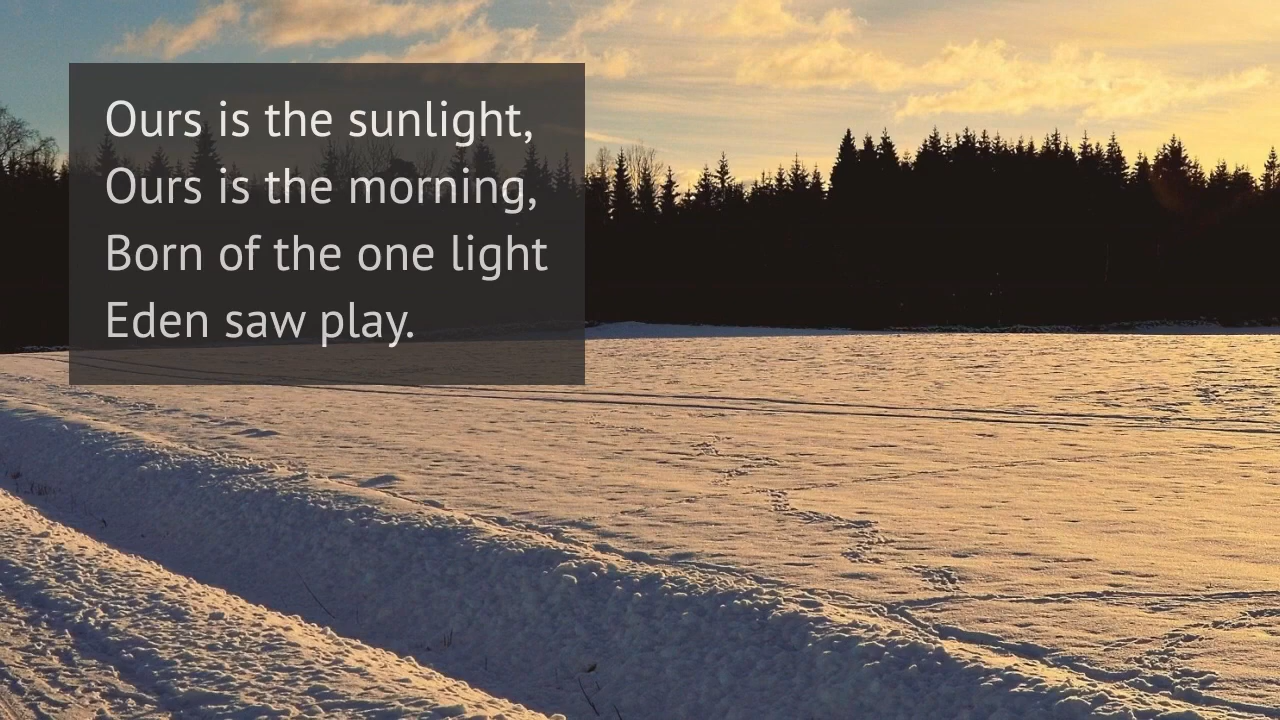 Ours is the sunlight,
Ours is the morning,
Born of the one light
Eden saw play.